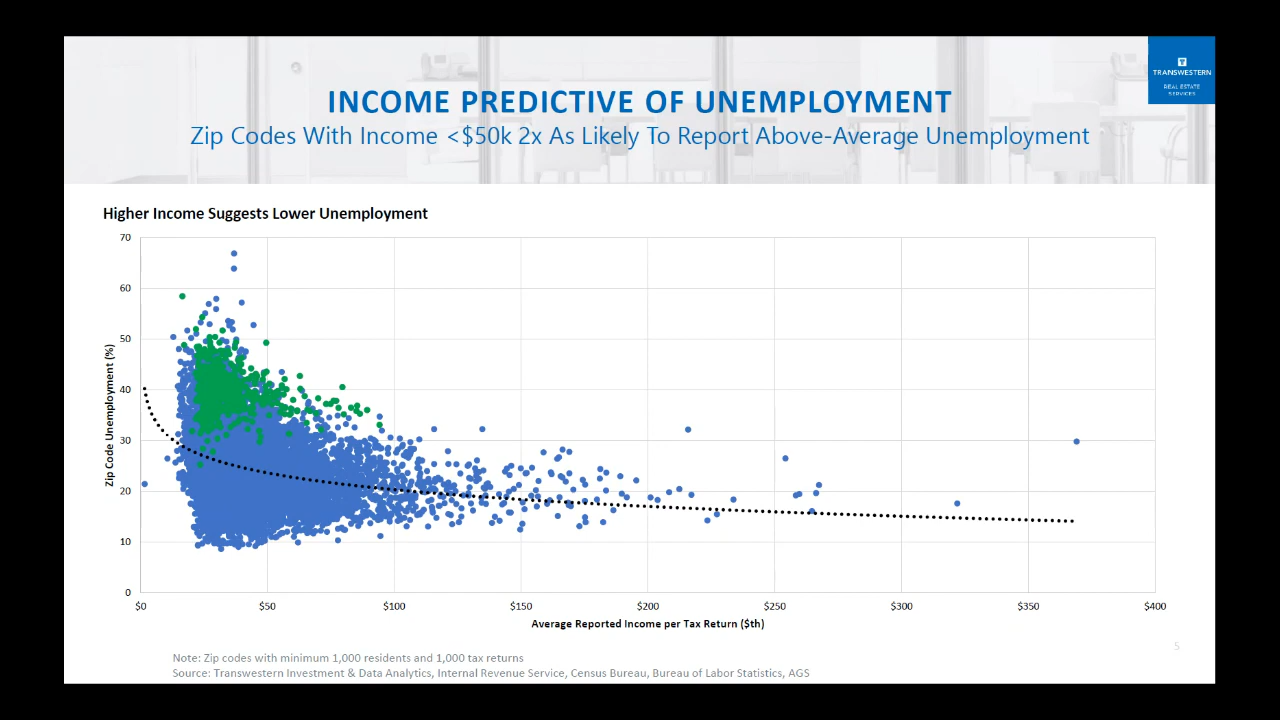 TRANSWESTERN
REAL ESTATE
SERVICES
INCOME PREDICTIVE OF UNEMPLOYMENT
Zip Codes With Income <$50k 2x As Likely To Report Above-Average Unemployment
Higher Income Suggests Lower Unemployment
70
60
50
40
30
20
10
0
Zip Code Unemployment (%)
$0 $50 $100 $150 $200 $250 $300 $350 $400
Average Reported Income per Tax Return ($th)
5
Note: Zip codes with minimum 1,000 residents and 1,000 tax returns
Source: Transwestern Investment & Data Analytics, Internal Revenue Service, Census Bureau, Bureau of Labor Statistics, AGS